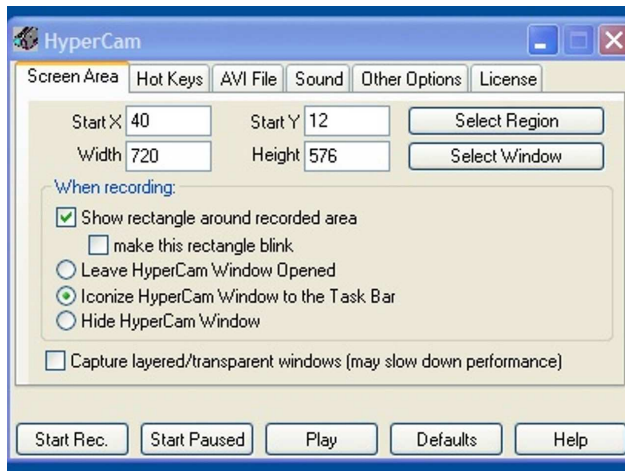 HyperCam
Screen Area Hot Keys AVI File Sound Other Options License
Start X 40 Start Y 12 Select Region
Width 720 Height 576 Select Window
When recording:
Show rectangle around recorded area
make this rectangle blink
Leave HyperCam Window Opened
Iconize HyperCam Window to the Task Bar
Hide HyperCam Window
Capture layered/transparent windows (may slow down performance)
Start Rec. Start Paused Play Defaults Help